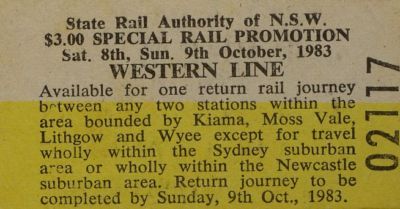 State Rail Authority of N.S.W.
$3.00 SPECIAL RAIL PROMOTION
Sat. 8th, Sun. 9th October, 1983
WESTERN LINE
Available for one return rail journey
between any two stations within the
area bounded by Kiama, Moss Vale,
Lithgow and Wyee except for travel
wholly within the Sydney suburban
area or wholly within the Newcastle
suburban area. Return journey to be
completed by Sunday, 9th Oct., 1983.
02117